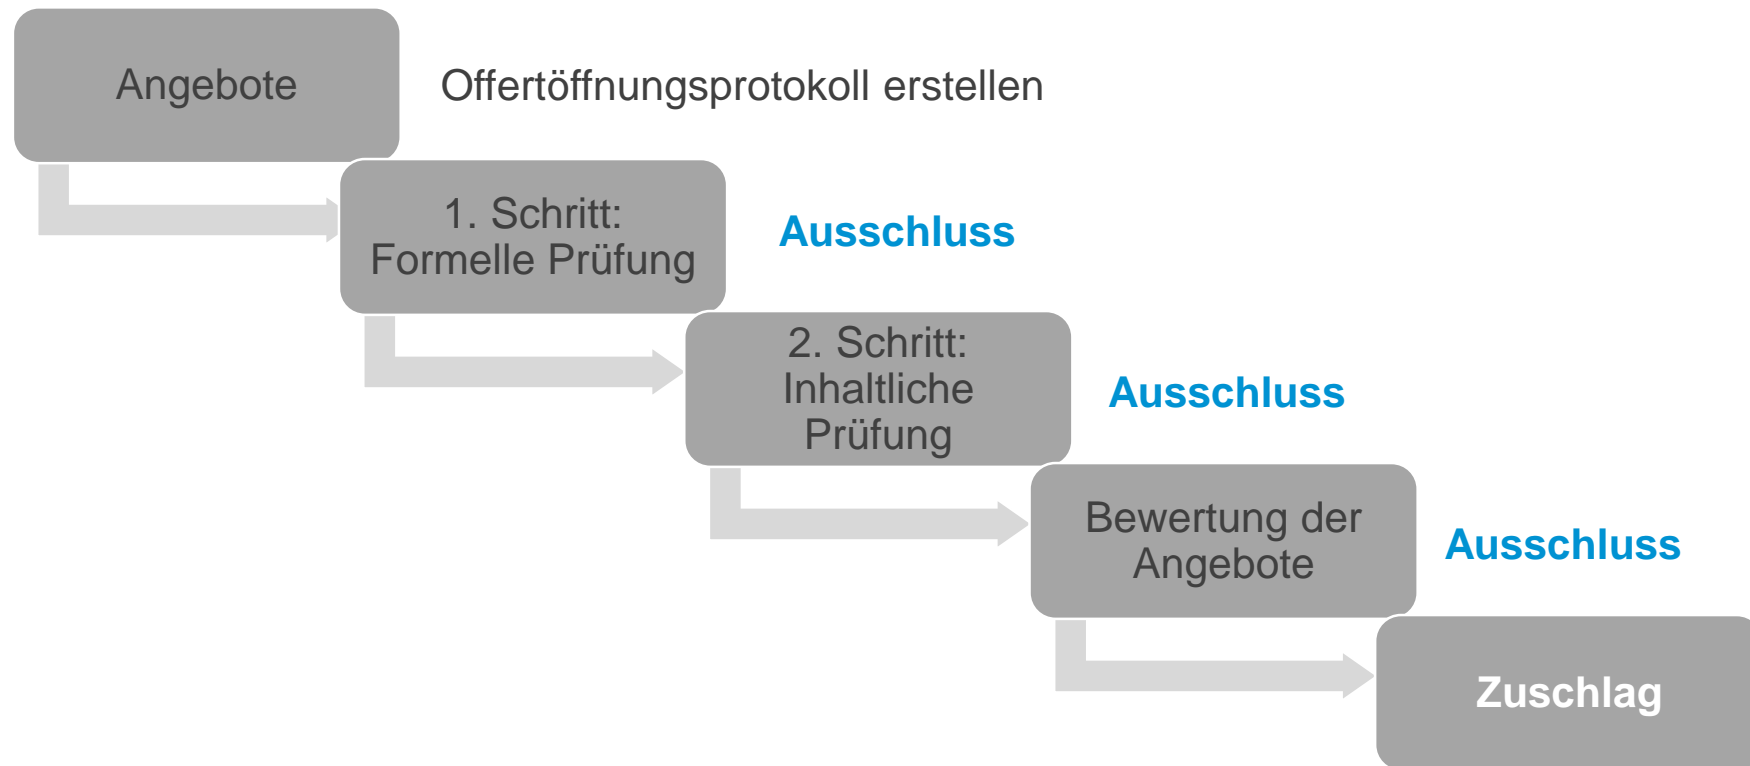 Angebote
Offertöffnungsprotokoll erstellen
1. Schritt:
Formelle Prüfung
Ausschluss
2. Schritt:
Inhaltliche
Prüfung
Ausschluss
Bewertung der
Angebote
Ausschluss
Zuschlag